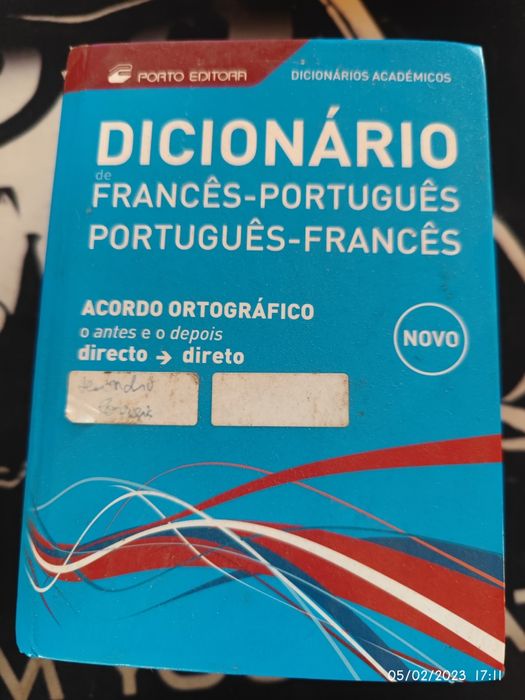 PORTO EDITORA
DICIONÁRIOS ACADÉMICOS
DICIONÁRIO
de
FRANCÊS-PORTUGUÊS
PORTUGUÊS-FRANCÊS
ACORDO ORTOGRÁFICO
o antes e o depois
directo → direto
NOVO
05/02/2023 17:11